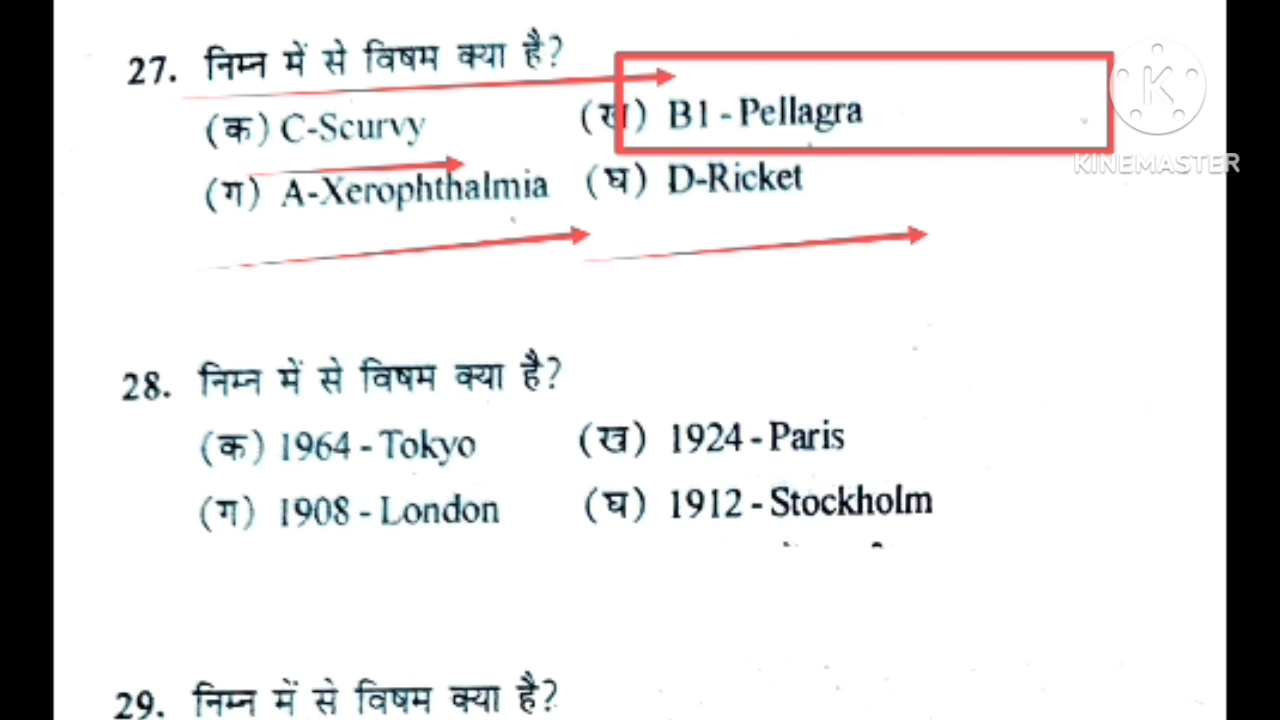 27. निम्न में से विषम क्या है?
(क) C-Scurvy (ख) B1 - Pellagra
(ग) A-Xerophthalmia (घ) D-Ricket
KINEMASTER
28. निम्न में से विषम क्या है?
(क) 1964 - Tokyo (ख) 1924 - Paris
(ग) 1908 - London (घ) 1912 - Stockholm
29. निम्न में से विषम क्या है?